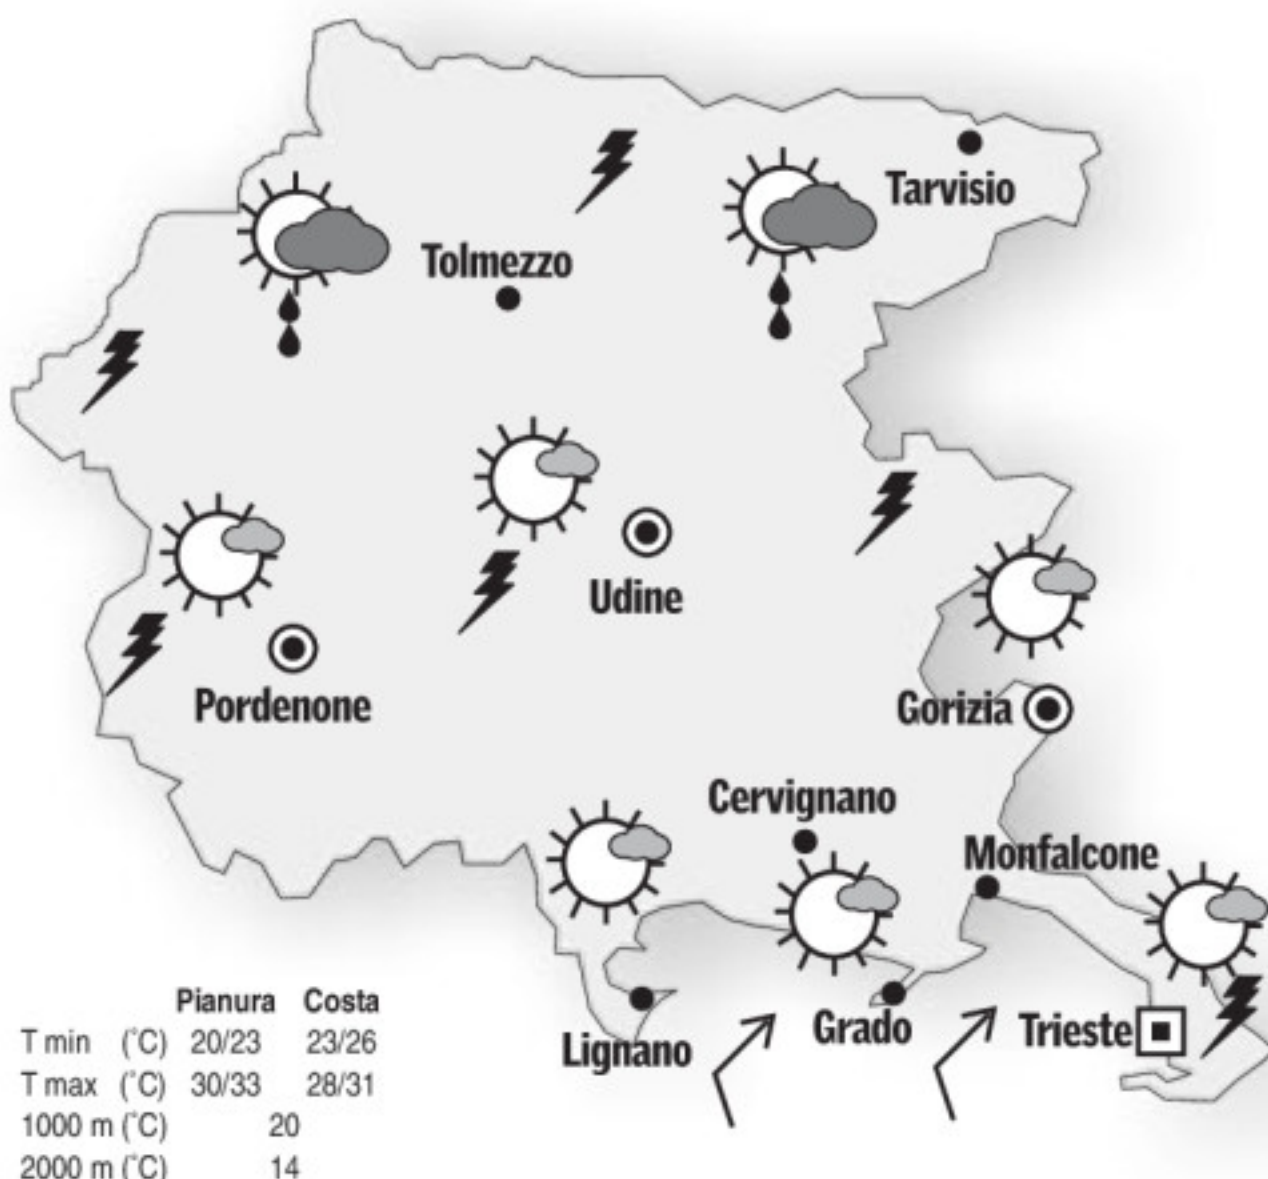 Tarvisio
Tolmezzo
Udine
Pordenone
Gorizia
Cervignano
Monfalcone
Grado
Trieste
Lignano
Pianura Costa
T min (°C) 20/23 23/26
T max (°C) 30/33 28/31
1000 m (°C) 20
2000 m (°C) 14